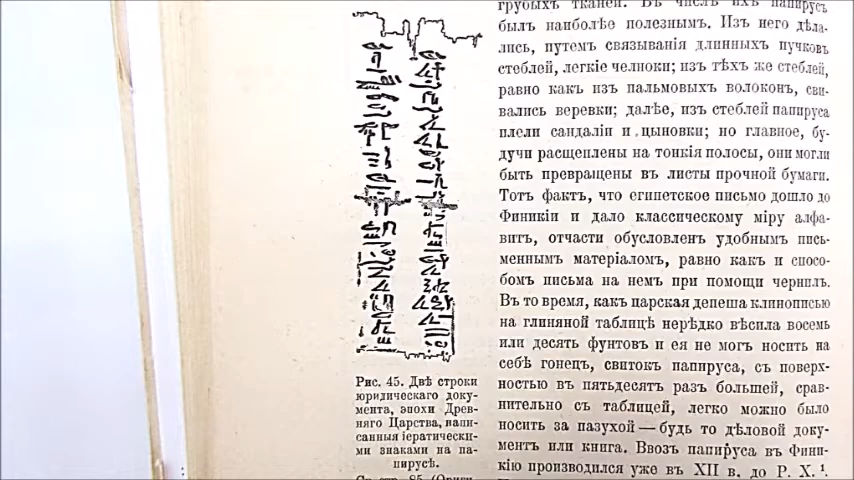 грубыхъ тканей. Въ числѣ ихъ папирусъ
былъ наиболѣе полезнымъ. Изъ него дѣла-
лись, путемъ связыванія длинныхъ пучковъ
стеблей, легкіе челноки; изъ тѣхъ же стеблей,
равно какъ изъ пальмовыхъ волоконъ, сви-
вались веревки; далѣе, изъ стеблей папируса
плели сандаліи и цыновки; но главное, бу-
дучи расщеплены на тонкія полосы, они могли
быть превращены въ листы прочной бумаги.
Тотъ фактъ, что египетское письмо дошло до
Финикіи и дало классическому міру алфа-
витъ, отчасти обусловленъ удобнымъ пись-
меннымъ матеріаломъ, равно какъ и спосо-
бомъ письма на немъ при помощи чернилъ.
Въ то время, какъ царская депеша клинописью
на глиняной таблицѣ нерѣдко вѣсила восемь
или десять фунтовъ и ея не могъ носить на
себѣ гонецъ, свитокъ папируса, съ поверх-
ностью въ пятьдесятъ разъ большей, срав-
нительно съ таблицей, легко можно было
носить за пазухой — будь то дѣловой доку-
ментъ или книга. Ввозъ папируса въ Фини-
кію производился уже въ XII в. до Р. X. ¹.
Рис. 45. Двѣ строки
юридическаго доку-
мента, эпохи Древ-
няго Царства, напи-
санныя іератически-
ми знаками на па-
пирусѣ.